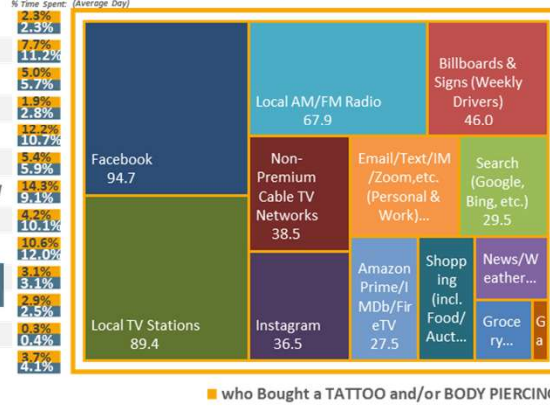 % Time Spent: (Average Day)
2.3%
2.3%
7.7%
11.2%
5.0%
5.7%
1.9%
2.8%
12.2%
10.7%
5.4%
5.9%
14.3%
9.1%
4.2%
10.1%
10.6%
12.0%
3.1%
3.1%
2.9%
2.5%
0.3%
0.4%
3.7%
4.1%
Facebook
94.7
Local TV Stations
89.4
Local AM/FM Radio
67.9
Billboards &
Signs (Weekly
Drivers)
46.0
Non-
Premium
Cable TV
Networks
38.5
Instagram
36.5
Email/Text/IM
/Zoom,etc.
(Personal &
Work)...
Search
(Google,
Bing, etc.)
29.5
Amazon
Prime/I
MDb/Fir
eTV
27.5
Shopp
ing
(incl.
Food/
Auct...
News/W
eather...
Groce
ry...
G
a
who Bought a TATTOO and/or BODY PIERCING